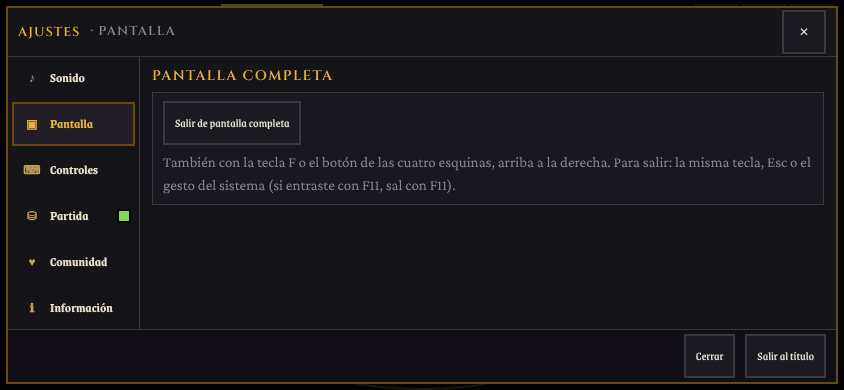 AJUSTES · PANTALLA
×
♪ Sonido
Pantalla
Controles
Partida
♥ Comunidad
i Información
PANTALLA COMPLETA
Salir de pantalla completa
También con la tecla F o el botón de las cuatro esquinas, arriba a la derecha. Para salir: la misma tecla, Esc o el
gesto del sistema (si entraste con F11, sal con F11).
Cerrar
Salir al título